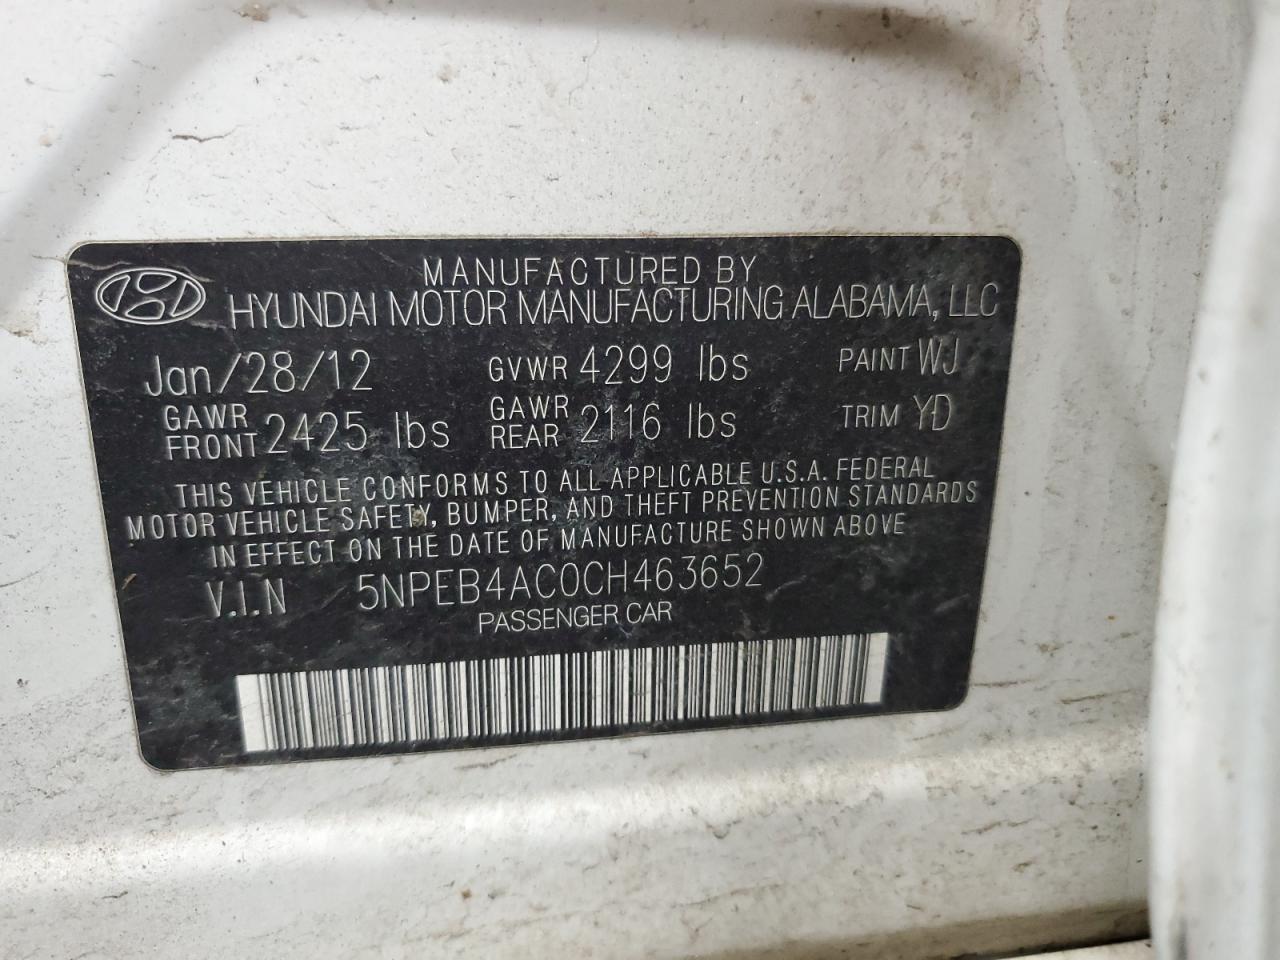 MANUFACTURED BY
HYUNDAI MOTOR MANUFACTURING ALABAMA, LLC
Jan/28/12 GVWR 4299 lbs PAINT WJ
GAWR FRONT 2425 lbs GAWR REAR 2116 lbs TRIM YD
THIS VEHICLE CONFORMS TO ALL APPLICABLE U.S.A. FEDERAL
MOTOR VEHICLE SAFETY, BUMPER, AND THEFT PREVENTION STANDARDS
IN EFFECT ON THE DATE OF MANUFACTURE SHOWN ABOVE
V.I.N 5NPEB4AC0CH463652
PASSENGER CAR